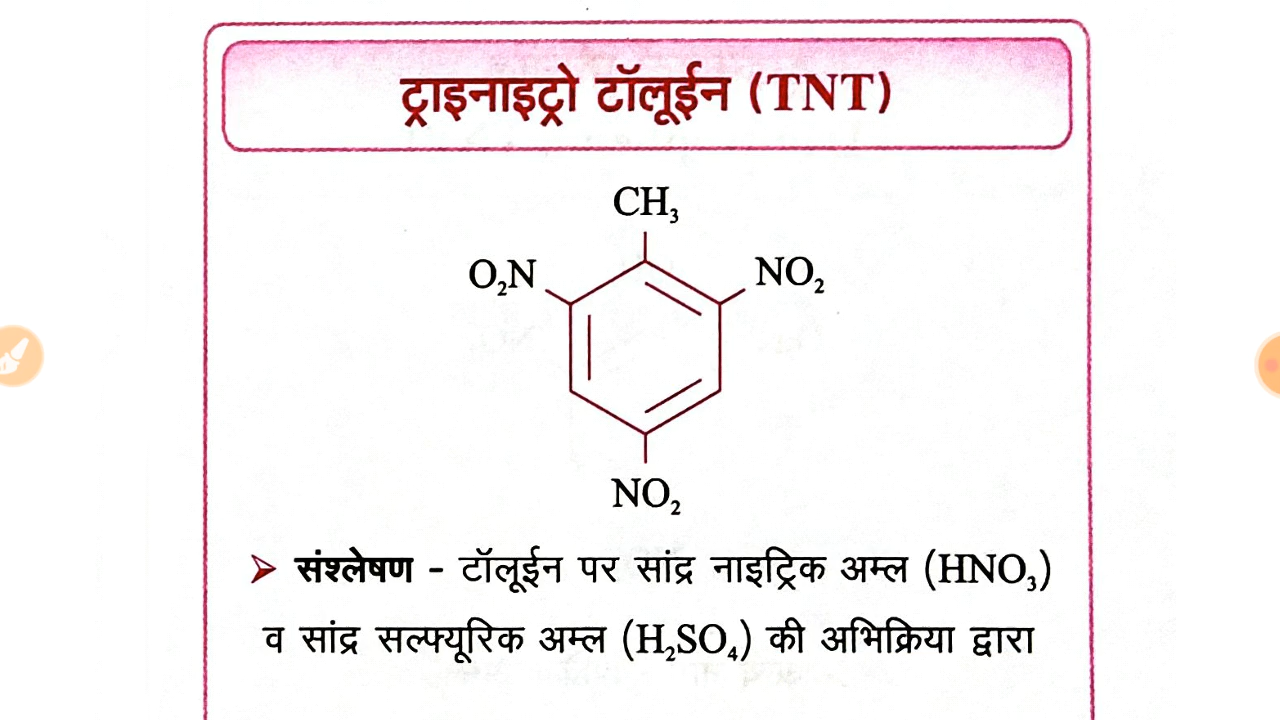 ट्राइनाइट्रो टॉलूईन (TNT)
CH₃
O₂N
NO₂
NO₂
➤ संश्लेषण - टॉलूईन पर सांद्र नाइट्रिक अम्ल (HNO₃)
व सांद्र सल्फ्यूरिक अम्ल (H₂SO₄) की अभिक्रिया द्वारा